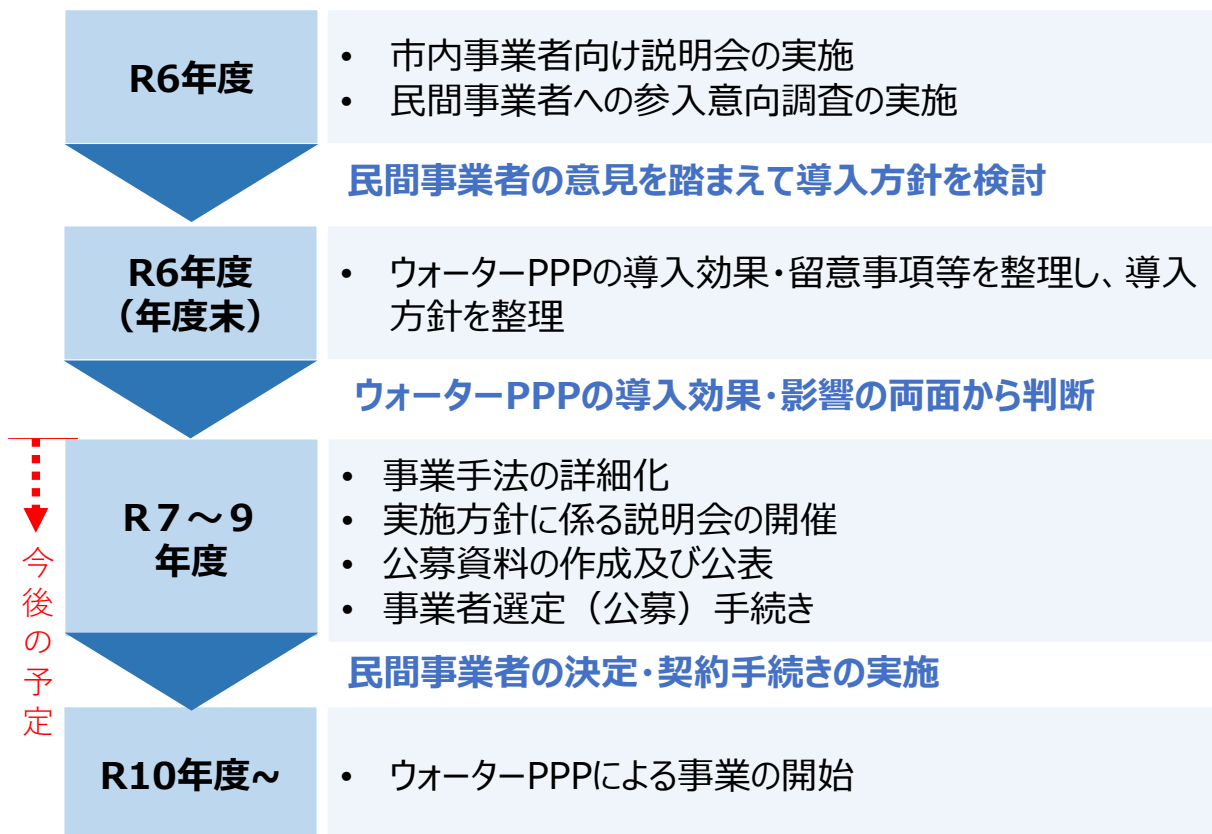 R6年度
• 市内事業者向け説明会の実施
• 民間事業者への参入意向調査の実施
民間事業者の意見を踏まえて導入方針を検討
R6年度
（年度末）
• ウォーターPPPの導入効果・留意事項等を整理し、導入
方針を整理
ウォーターPPPの導入効果・影響の両面から判断
R７～９
年度
• 事業手法の詳細化
• 実施方針に係る説明会の開催
• 公募資料の作成及び公表
• 事業者選定（公募）手続き
今後の予定
民間事業者の決定・契約手続きの実施
R10年度~
• ウォーターPPPによる事業の開始